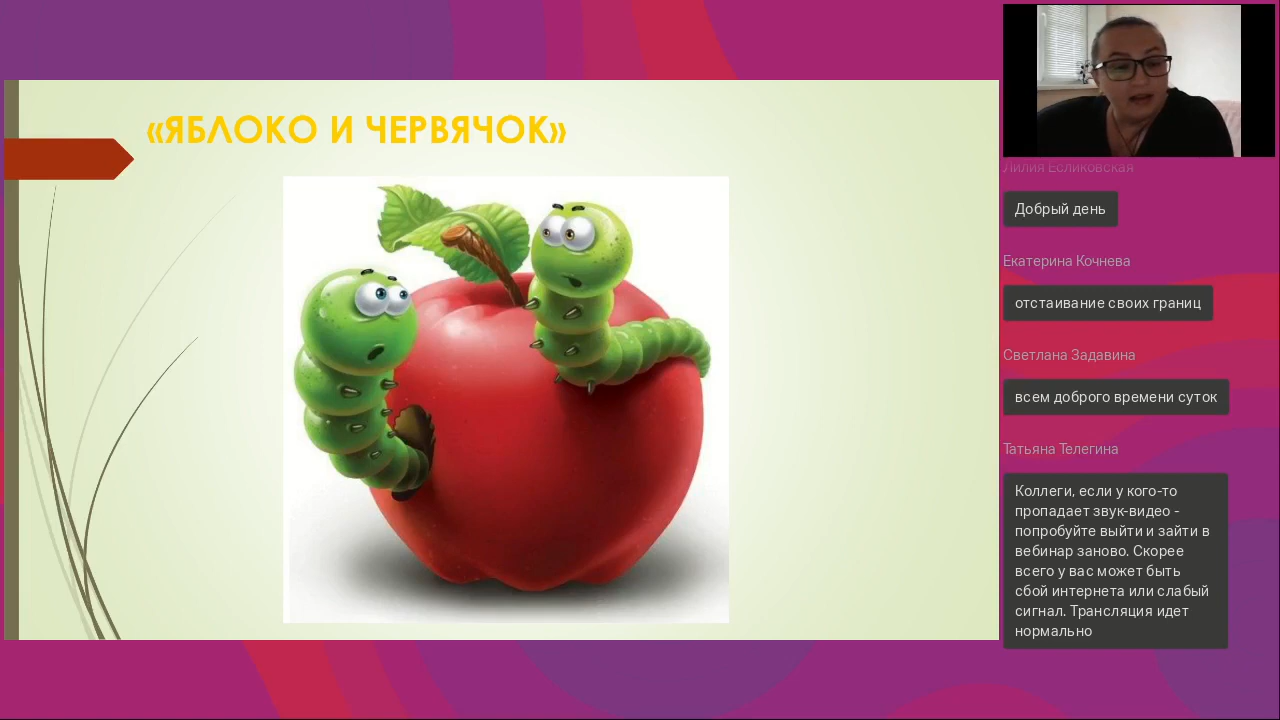 «ЯБЛОКО И ЧЕРВЯЧОК»
Лилия Есликовская
Добрый день
Екатерина Кочнева
отстаивание своих границ
Светлана Задавина
всем доброго времени суток
Татьяна Телегина
Коллеги, если у кого-то
пропадает звук-видео -
попробуйте выйти и зайти в
вебинар заново. Скорее
всего у вас может быть
сбой интернета или слабый
сигнал. Трансляция идет
нормально